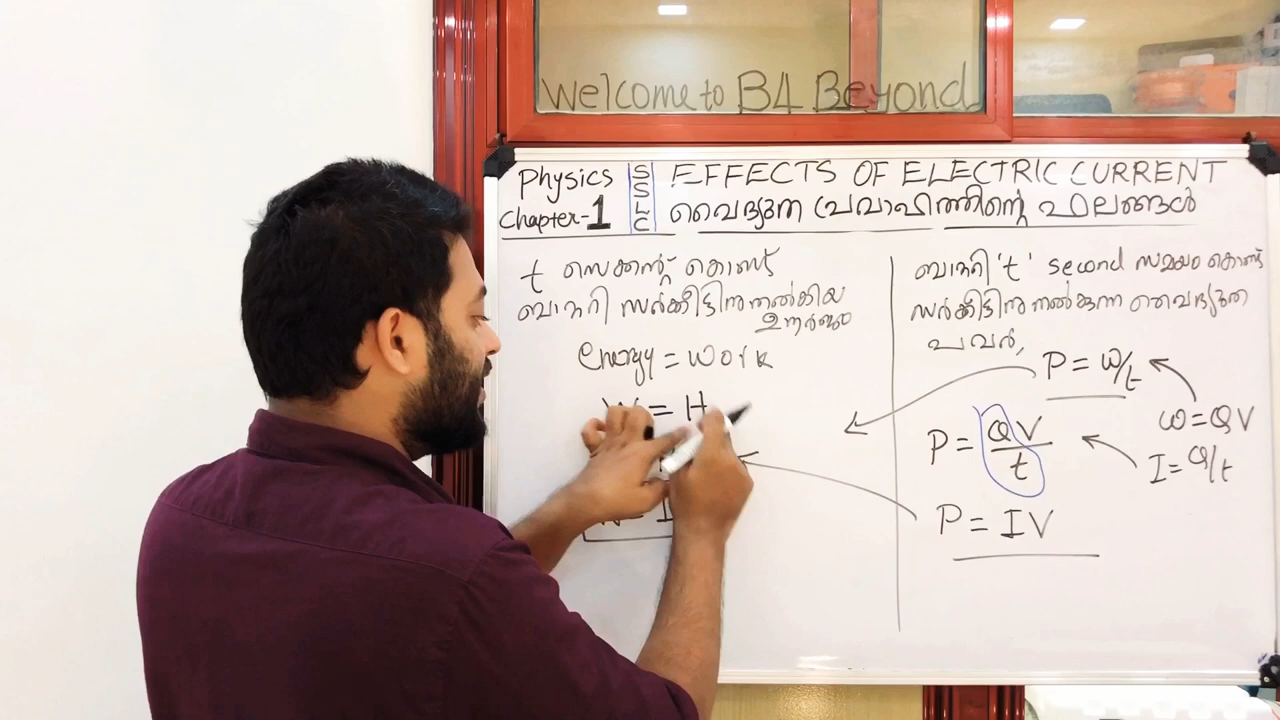 Welcome to B4 Beyond
Physics
Chapter-1
SSLC
EFFECTS OF ELECTRIC CURRENT
വൈദ്യുത പ്രവാഹത്തിന്റെ ഫലങ്ങൾ
t സെക്കന്റ് കൊണ്ട്
ബാറ്ററി സർക്കീട്ടിനു നൽകിയ
ഊർജ്ജം
Energy = Work
W = H
ബാറ്ററി 't' second സമയം കൊണ്ട്
സർക്കീട്ടിനു നൽകുന്ന വൈദ്യുത
പവർ,
P = W/t
W = QV
I = Q/t
P = QV/t
P = IV